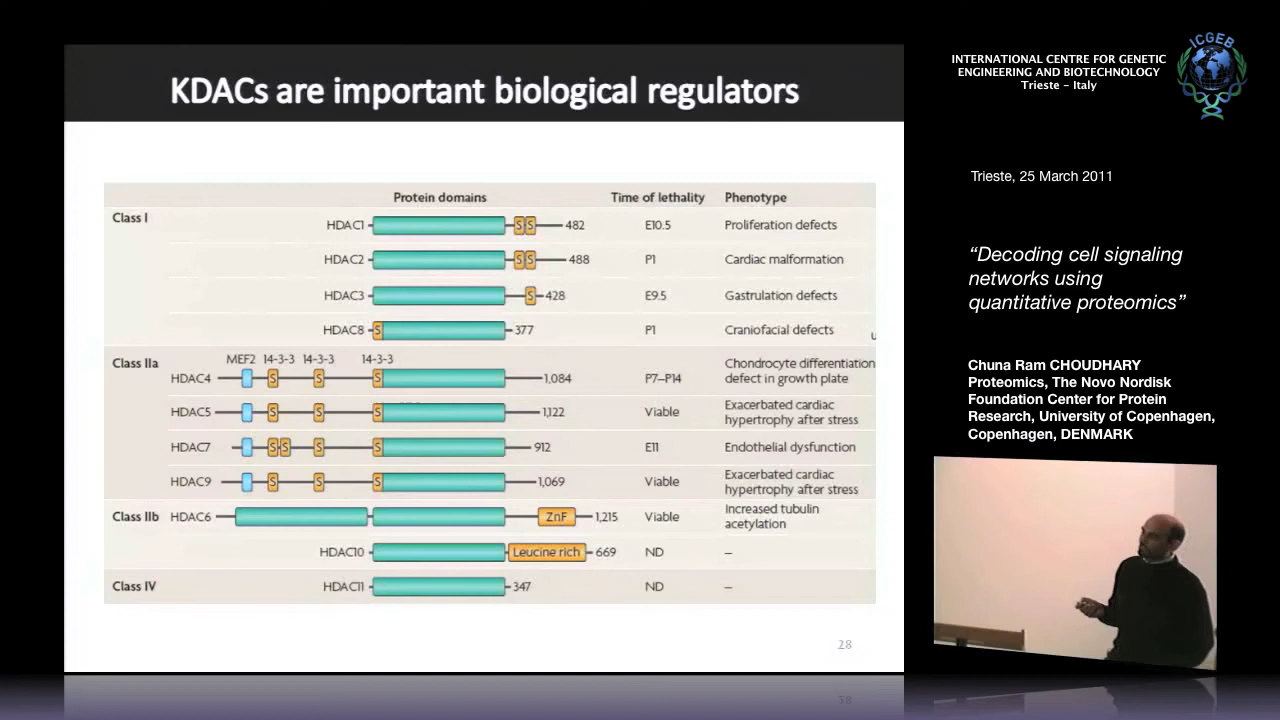 KDACs are important biological regulators
Protein domains Time of lethality Phenotype
Class I
HDAC1 S S 482 E10.5 Proliferation defects
HDAC2 S S 488 P1 Cardiac malformation
HDAC3 S 428 E9.5 Gastrulation defects
HDAC8 S 377 P1 Craniofacial defects
u
Class IIa
MEF2 14-3-3 14-3-3 14-3-3
HDAC4 S S S 1,084 P7–P14 Chondrocyte differentiation
defect in growth plate
HDAC5 S S S 1,122 Viable Exacerbated cardiac
hypertrophy after stress
HDAC7 S S S S 912 E11 Endothelial dysfunction
HDAC9 S S S 1,069 Viable Exacerbated cardiac
hypertrophy after stress
Class IIb HDAC6 ZnF 1,215 Viable Increased tubulin
acetylation
HDAC10 Leucine rich 669 ND –
Class IV HDAC11 347 ND –
28
INTERNATIONAL CENTRE FOR GENETIC
ENGINEERING AND BIOTECHNOLOGY
Trieste – Italy
ICGEB
Trieste, 25 March 2011
“Decoding cell signaling
networks using
quantitative proteomics”
Chuna Ram CHOUDHARY
Proteomics, The Novo Nordisk
Foundation Center for Protein
Research, University of Copenhagen,
Copenhagen, DENMARK